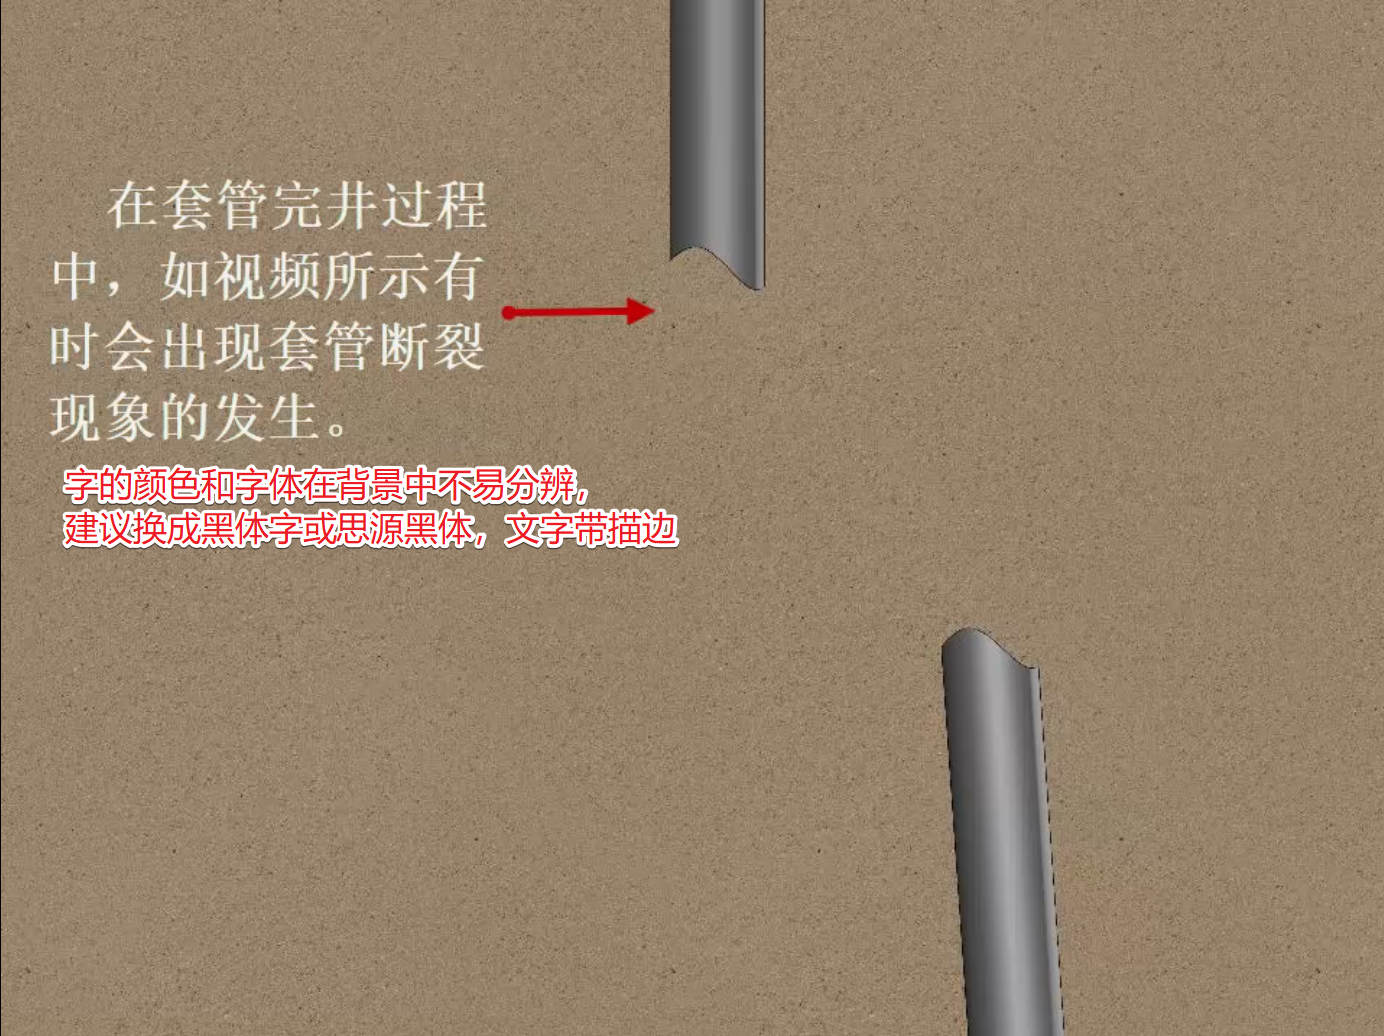 在套管完井过程
中，如视频所示有
时会出现套管断裂
现象的发生。
字的颜色和字体在背景中不易分辨，
建议换成黑体字或思源黑体，文字带描边